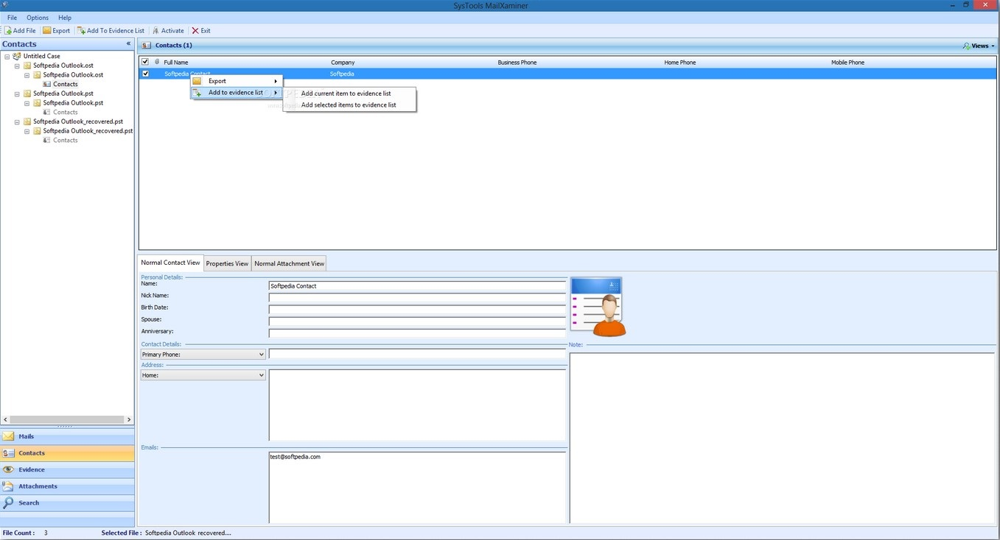 SysTools MailXaminer
File Options Help
Add File Export Add To Evidence List Activate Exit
Contacts «
Untitled Case
Softpedia Outlook.ost
Softpedia Outlook.ost
Contacts
Softpedia Outlook.pst
Softpedia Outlook.pst
Contacts
Softpedia Outlook_recovered.pst
Softpedia Outlook_recovered.pst
Contacts
Mails
Contacts
Evidence
Attachments
Search
Contacts (1) Views
Full Name Company Business Phone Home Phone Mobile Phone
Softpedia Contact Softpedia
Export
Add to evidence list
Add current item to evidence list
Add selected items to evidence list
Normal Contact View Properties View Normal Attachment View
Personal Details:
Name: Softpedia Contact
Nick Name:
Birth Date:
Spouse:
Anniversary:
Contact Details:
Primary Phone:
Address:
Home:
Emails:
test@softpedia.com
Note:
File Count : 3 Selected File : Softpedia Outlook_recovered....